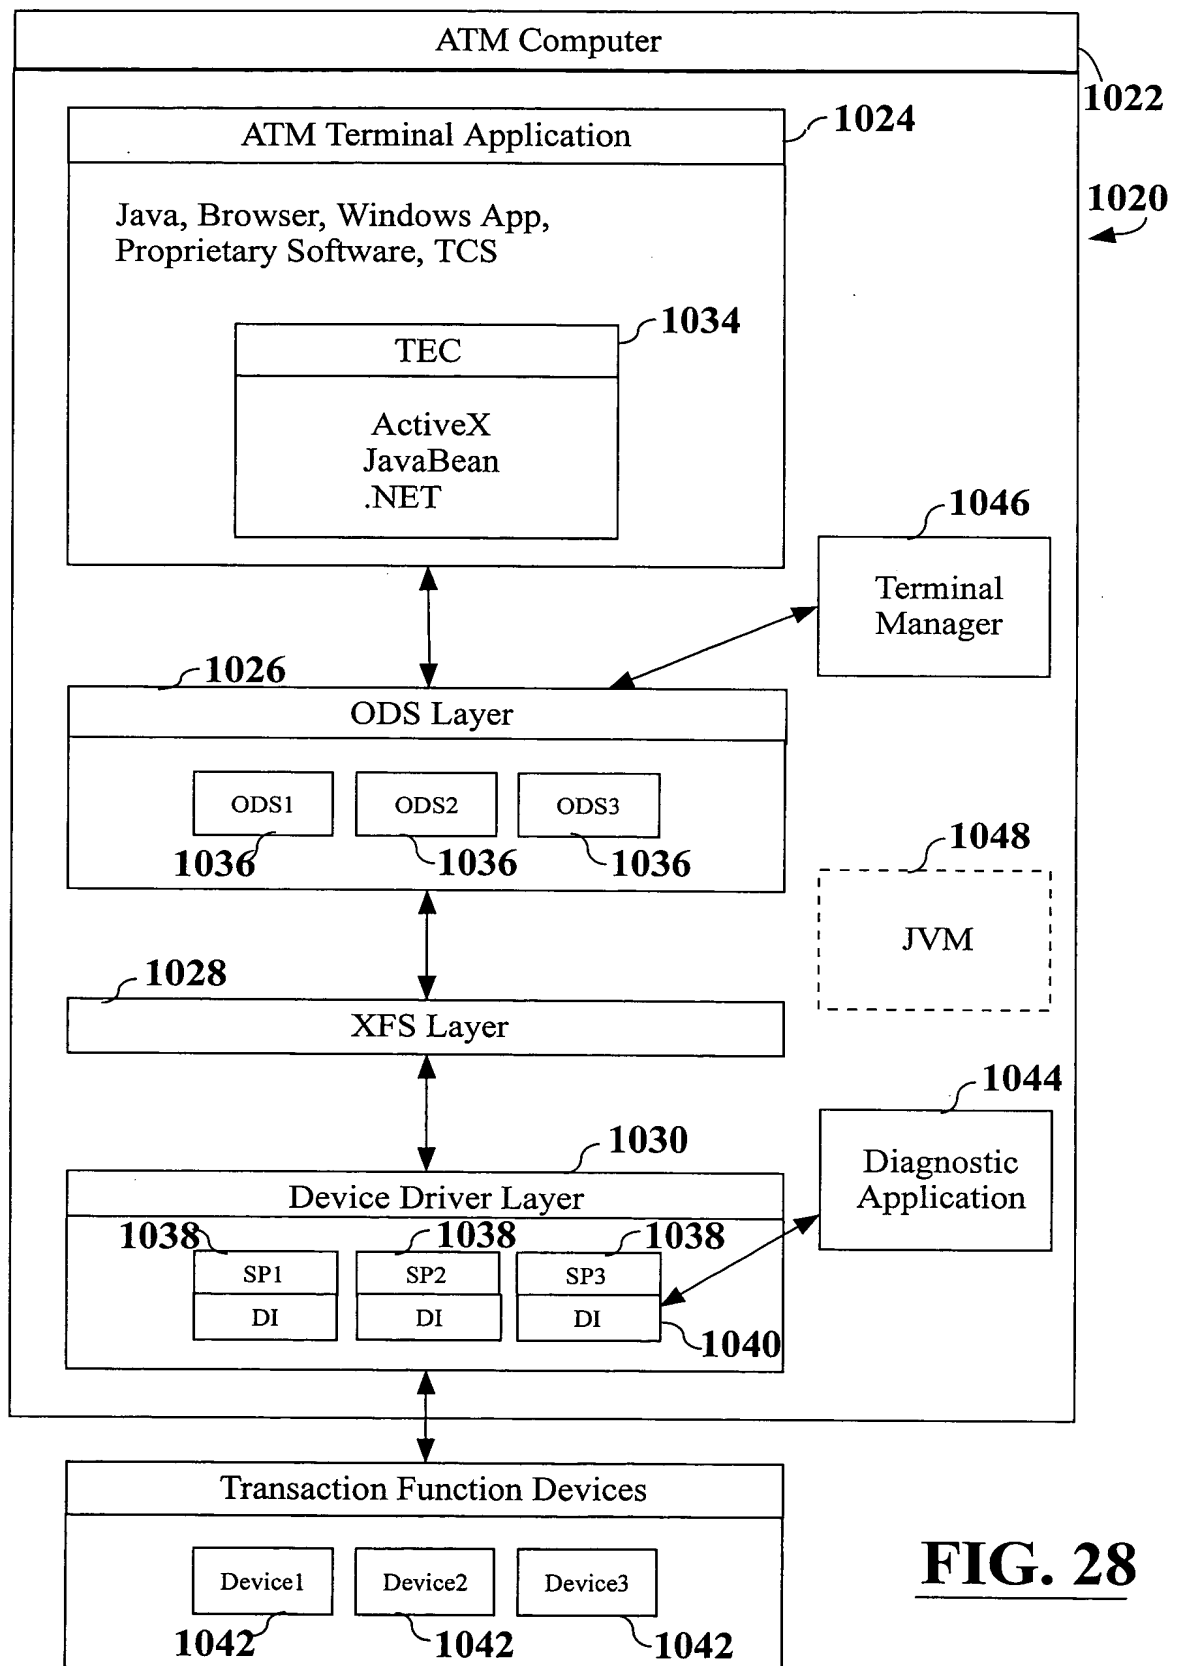 ATM Computer
1022
ATM Terminal Application
1024
1020
Java, Browser, Windows App,
Proprietary Software, TCS
1034
TEC
ActiveX
JavaBean
.NET
1046
Terminal
Manager
1026
ODS Layer
ODS1
ODS2
ODS3
1036
1036
1036
1048
JVM
1028
XFS Layer
1044
Diagnostic
Application
1030
Device Driver Layer
1038
1038
1038
SP1
SP2
SP3
DI
DI
DI
1040
Transaction Function Devices
Device1
Device2
Device3
1042
1042
1042
FIG. 28